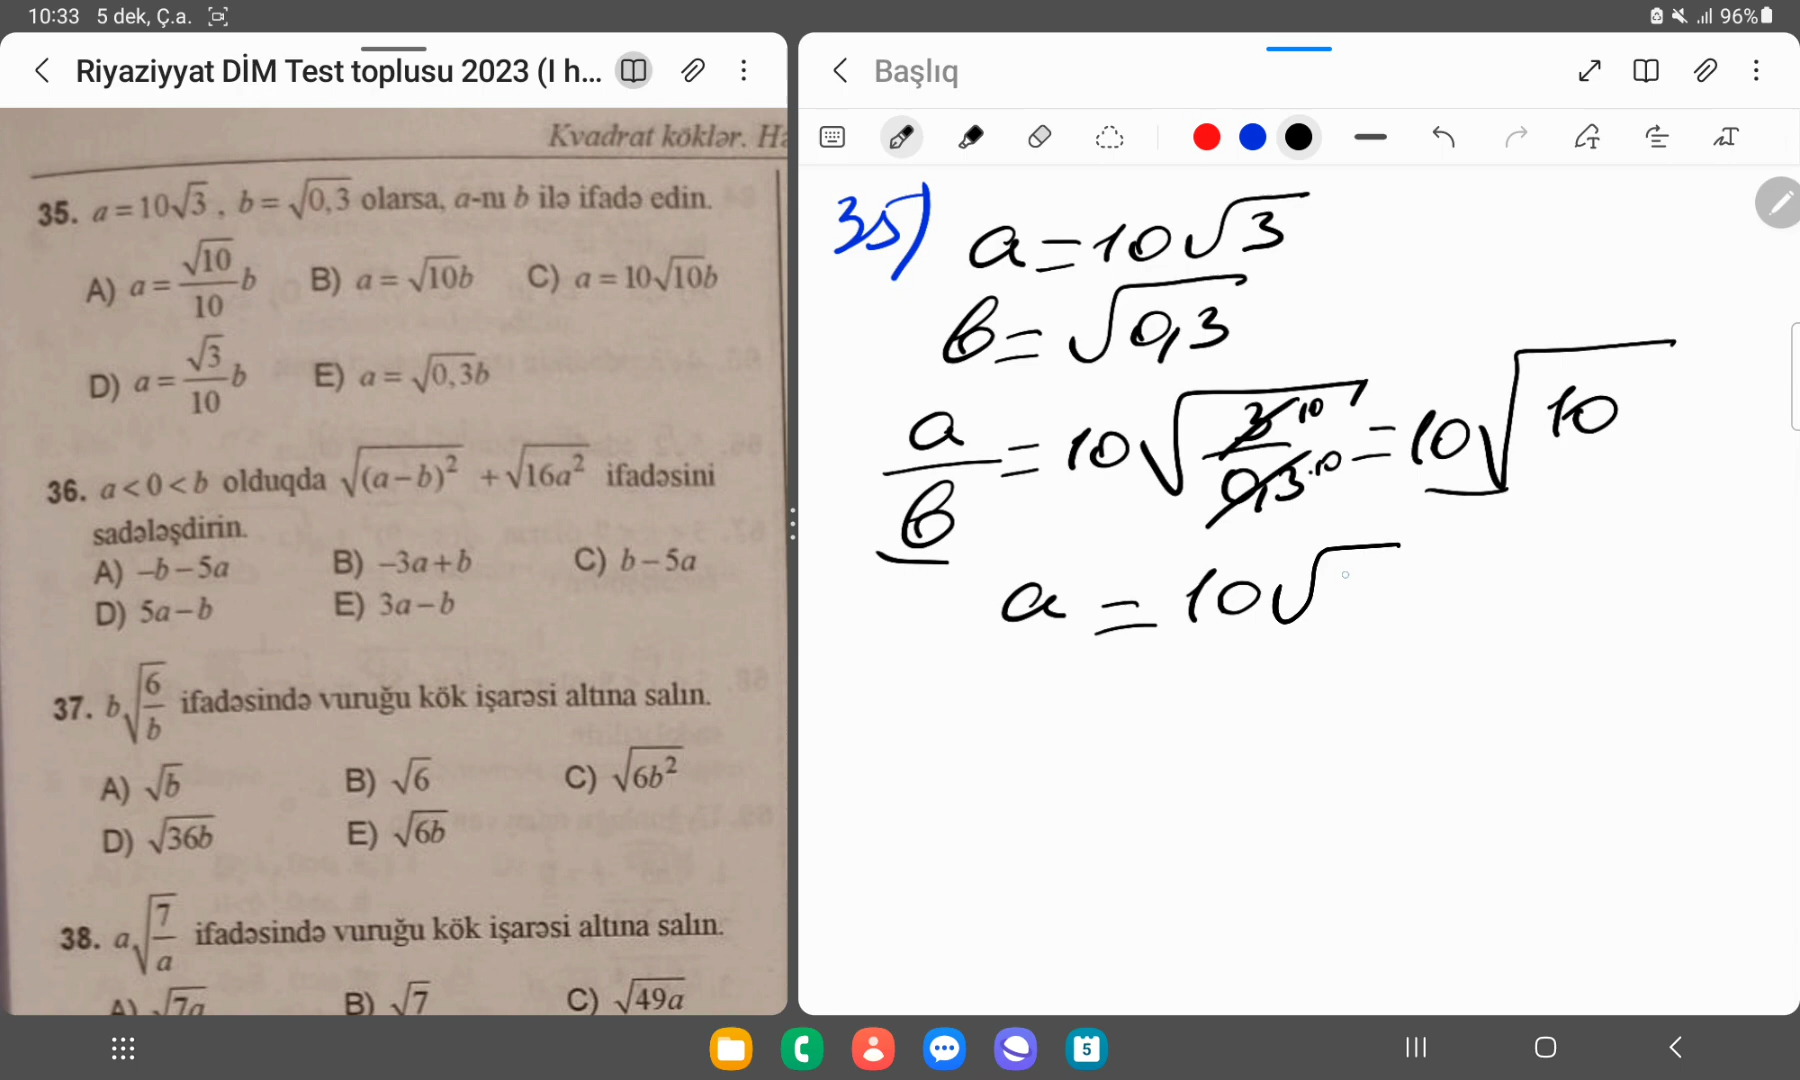 10:33 5 dek, Ç.a. 96%
Riyaziyyat DİM Test toplusu 2023 (I h...
Kvadrat köklər. Hə
35. a = 10√3, b = √0,3 olarsa, a-nı b ilə ifadə edin.
A) a = √10/10 b B) a = √10b C) a = 10√10b
D) a = √3/10 b E) a = √0,3b
36. a < 0 < b olduqda √(a−b)² + √16a² ifadəsini
sadələşdirin.
A) −b − 5a B) −3a + b C) b − 5a
D) 5a − b E) 3a − b
37. b√6/b ifadəsində vuruğu kök işarəsi altına salın.
A) √b B) √6 C) √6b²
D) √36b E) √6b
38. a√7/a ifadəsində vuruğu kök işarəsi altına salın.
A) √7a B) √7 C) √49a
Başlıq
35) a = 10√3
b = √0,3
a/b = 10√3·10/0,3·10 = 10√10
a = 10√
5